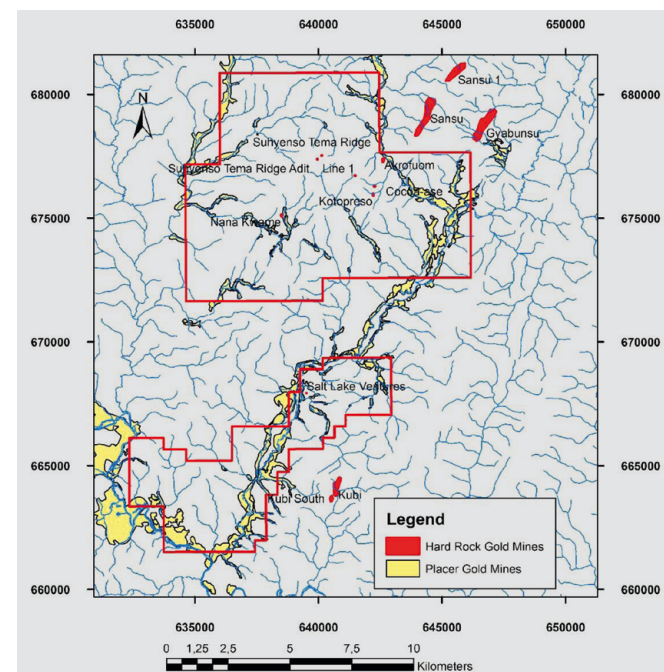 635000 640000 645000 650000
Sansu 1
680000 680000
N
Sansu
Gyabunsu
Suhyenso Tema Ridge
Akrofuom
Suhyenso Tema Ridge Adit
Line 1
Cocoa Ease
Kotopreso
675000 675000
Nana Kwame
670000 670000
Salt Lake Ventures
665000 665000
Kubi South
Kubi
Legend
Hard Rock Gold Mines
Placer Gold Mines
660000 660000
635000 640000 645000 650000
0 1,25 2,5 5 7,5 10
Kilometers